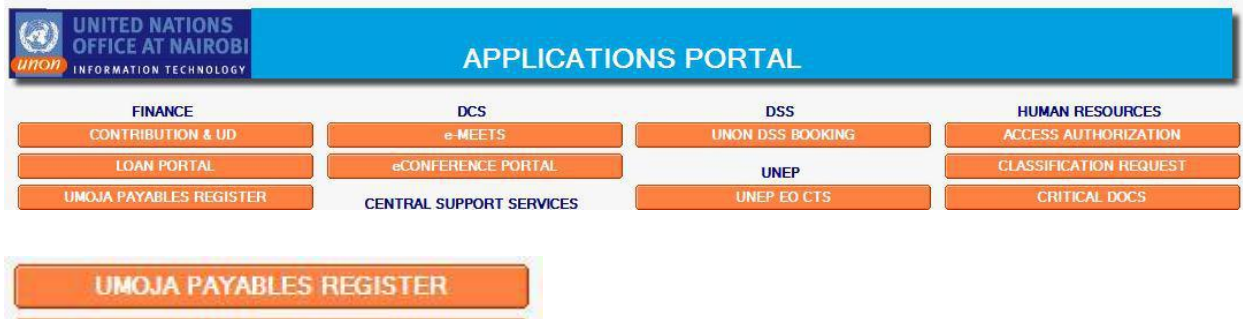 UNITED NATIONS
OFFICE AT NAIROBI
unon INFORMATION TECHNOLOGY
APPLICATIONS PORTAL
FINANCE DCS DSS HUMAN RESOURCES
CONTRIBUTION & UD e-MEETS UNON DSS BOOKING ACCESS AUTHORIZATION
LOAN PORTAL eCONFERENCE PORTAL UNEP CLASSIFICATION REQUEST
UMOJA PAYABLES REGISTER CENTRAL SUPPORT SERVICES UNEP EO CTS CRITICAL DOCS
UMOJA PAYABLES REGISTER